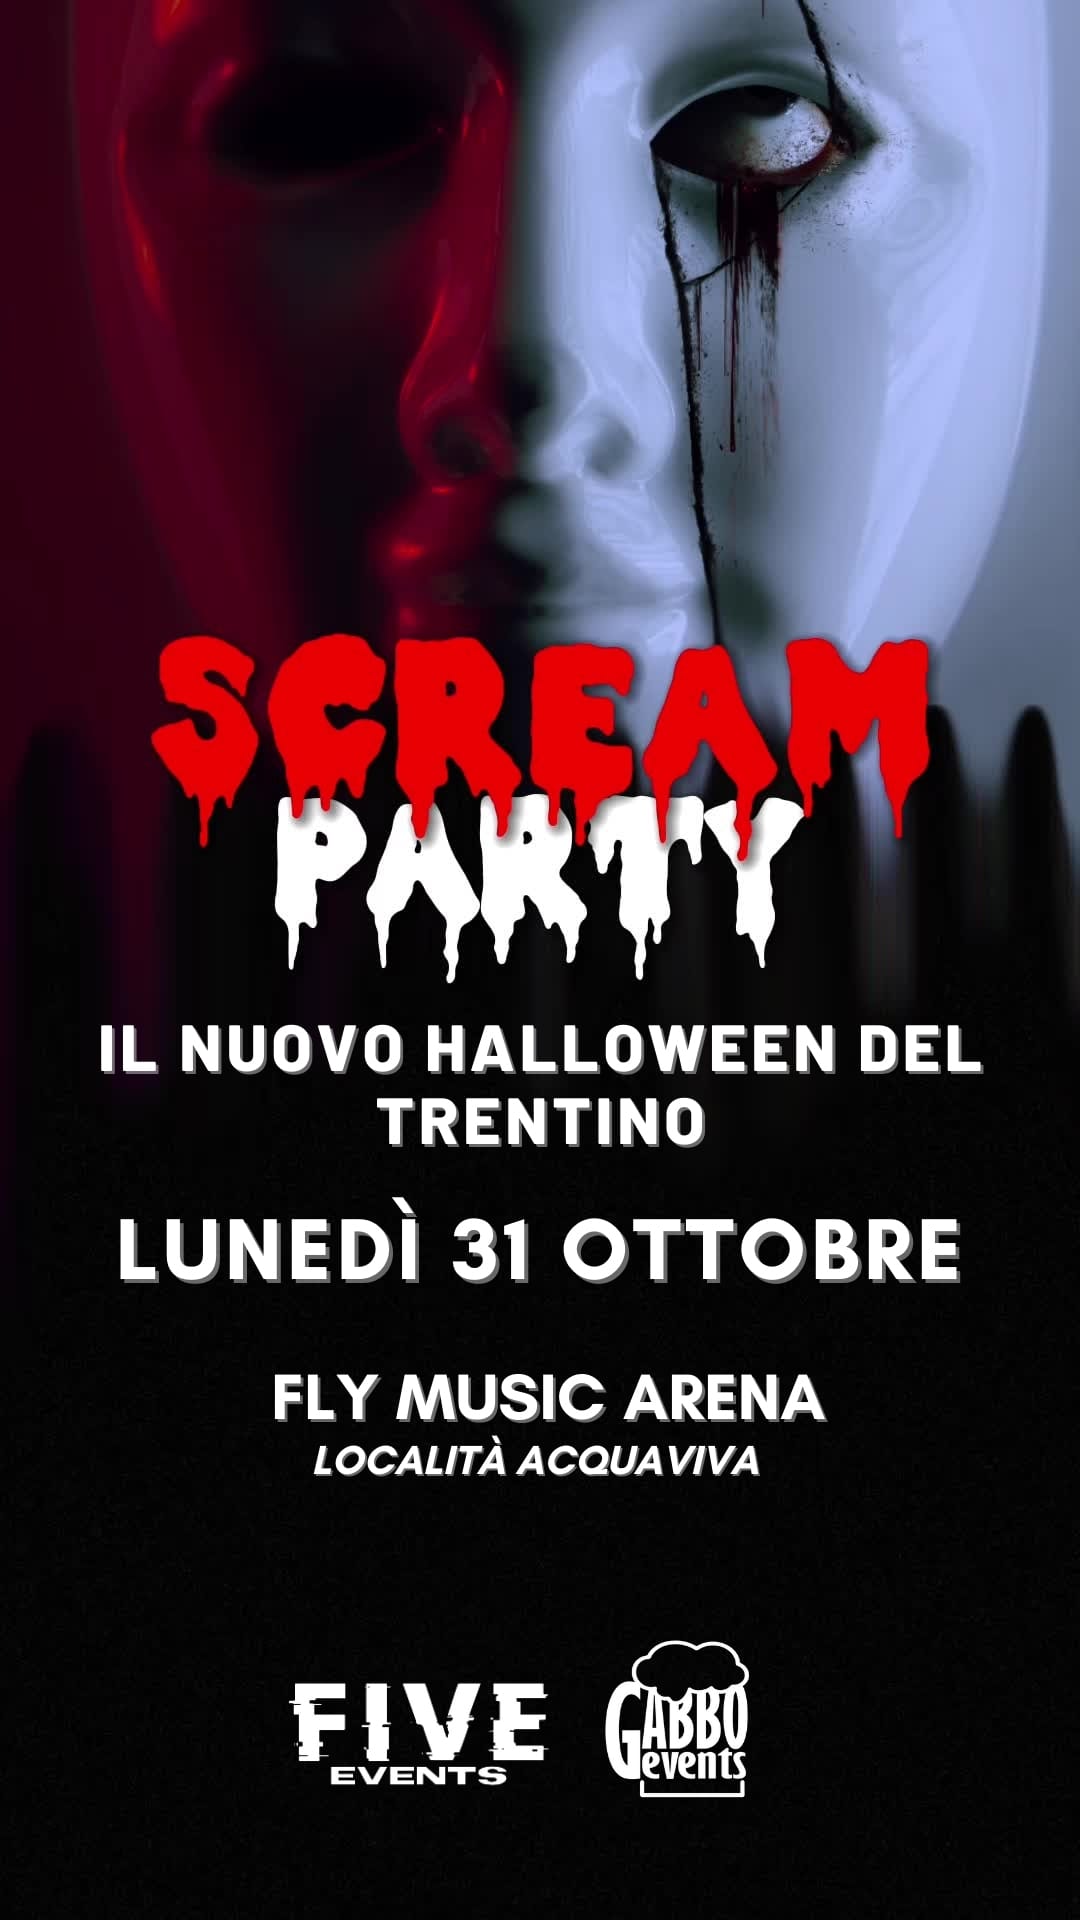 SCREAM
PARTY
IL NUOVO HALLOWEEN DEL
TRENTINO
LUNEDÌ 31 OTTOBRE
FLY MUSIC ARENA
LOCALITÀ ACQUAVIVA
FIVE
EVENTS
GABBO
events